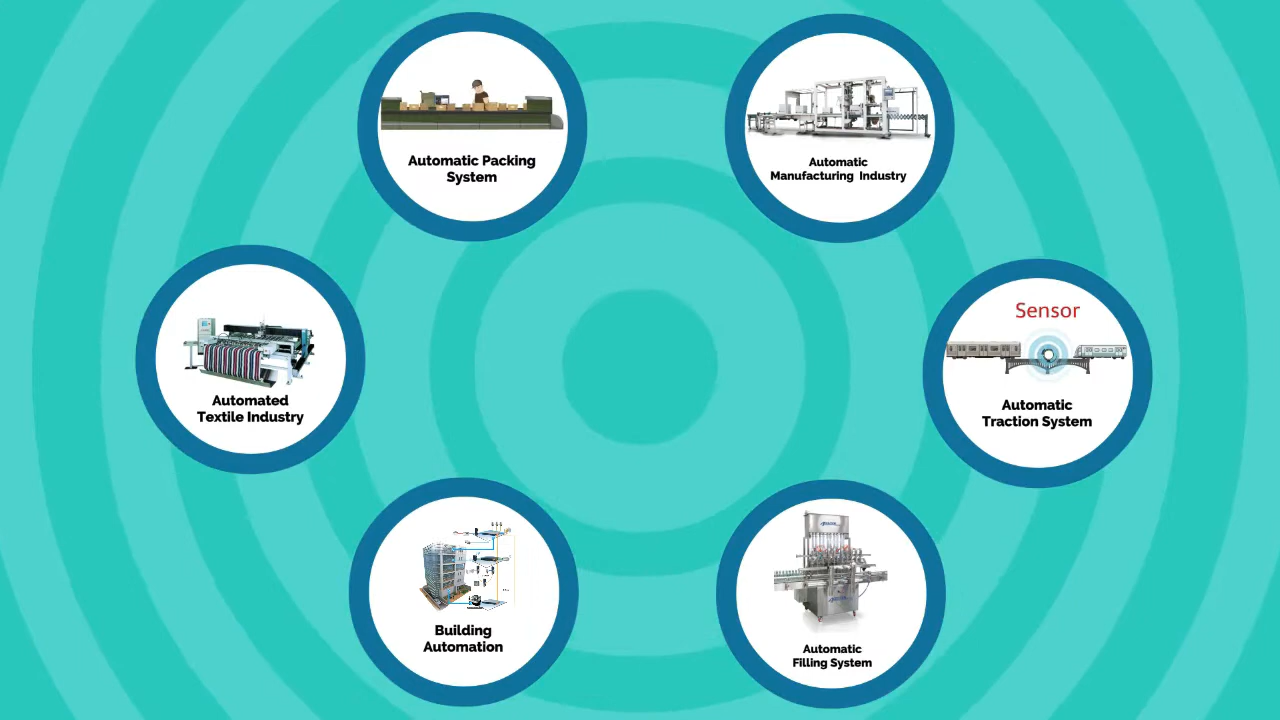 Automatic Packing
System
Automatic
Manufacturing Industry
Automated
Textile Industry
Sensor
Automatic
Traction System
Building
Automation
Automatic
Filling System